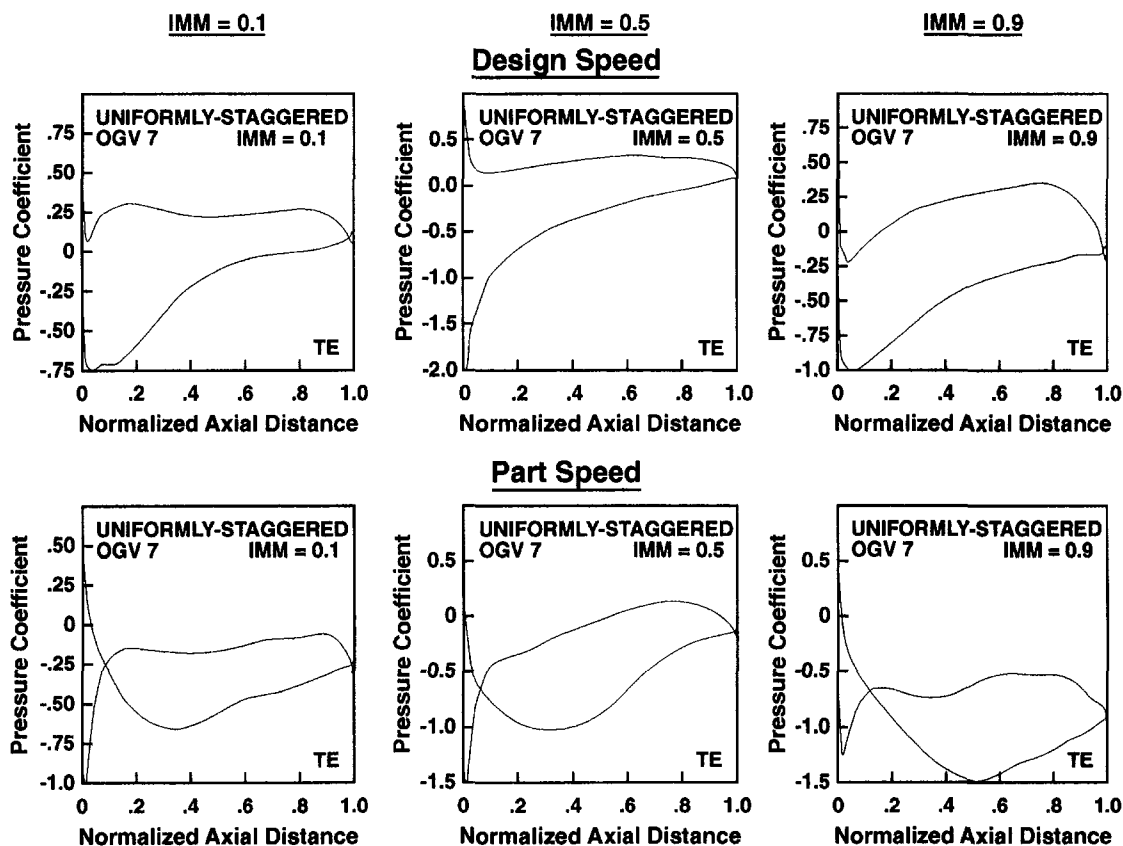 IMM = 0.1 IMM = 0.5 IMM = 0.9
Design Speed
Pressure Coefficient
UNIFORMLY-STAGGERED
OGV 7 IMM = 0.1
.75
.50
.25
0
-.25
-.50
-.75
TE
0 .2 .4 .6 .8 1.0
Normalized Axial Distance
Pressure Coefficient
UNIFORMLY-STAGGERED
OGV 7 IMM = 0.5
0.5
0.0
-0.5
-1.0
-1.5
-2.0
TE
0 .2 .4 .6 .8 1.0
Normalized Axial Distance
Pressure Coefficient
UNIFORMLY-STAGGERED
OGV 7 IMM = 0.9
.75
.50
.25
0
-.25
-.50
-.75
-1.0
TE
0 .2 .4 .6 .8 1.0
Normalized Axial Distance
Part Speed
Pressure Coefficient
UNIFORMLY-STAGGERED
OGV 7 IMM = 0.1
.50
.25
0
-.25
-.50
-.75
-1.0
TE
0 .2 .4 .6 .8 1.0
Normalized Axial Distance
Pressure Coefficient
UNIFORMLY-STAGGERED
OGV 7 IMM = 0.5
0.5
0
-0.5
-1.0
-1.5
TE
0 .2 .4 .6 .8 1.0
Normalized Axial Distance
Pressure Coefficient
UNIFORMLY-STAGGERED
OGV 7 IMM = 0.9
0.5
0
-0.5
-1.0
-1.5
TE
0 .2 .4 .6 .8 1.0
Normalized Axial Distance